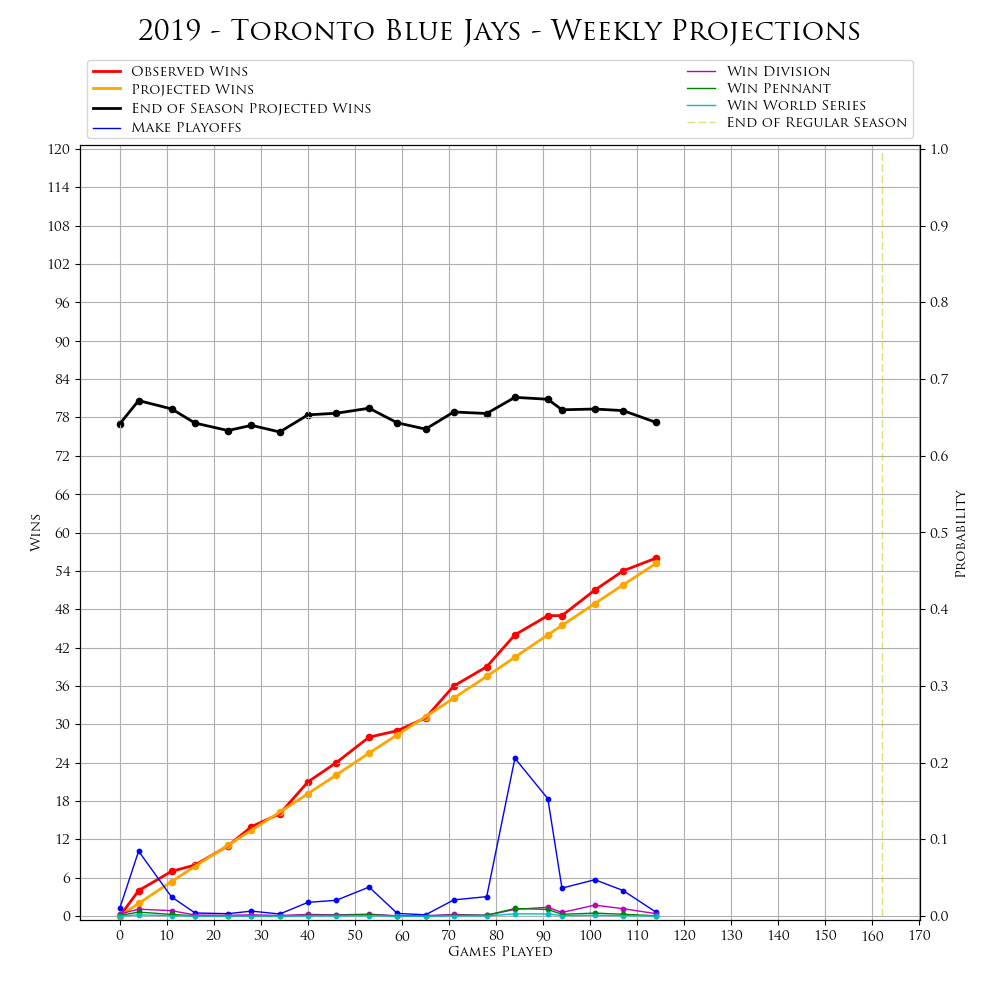 2019 - Toronto Blue Jays - Weekly Projections
Observed Wins
Projected Wins
End of Season Projected Wins
Make Playoffs
Win Division
Win Pennant
Win World Series
End of Regular Season
120
114
108
102
96
90
84
78
72
66
60
54
48
42
36
30
24
18
12
6
0
Wins
1.0
0.9
0.8
0.7
0.6
0.5
0.4
0.3
0.2
0.1
0.0
Probability
0 10 20 30 40 50 60 70 80 90 100 110 120 130 140 150 160 170
Games Played